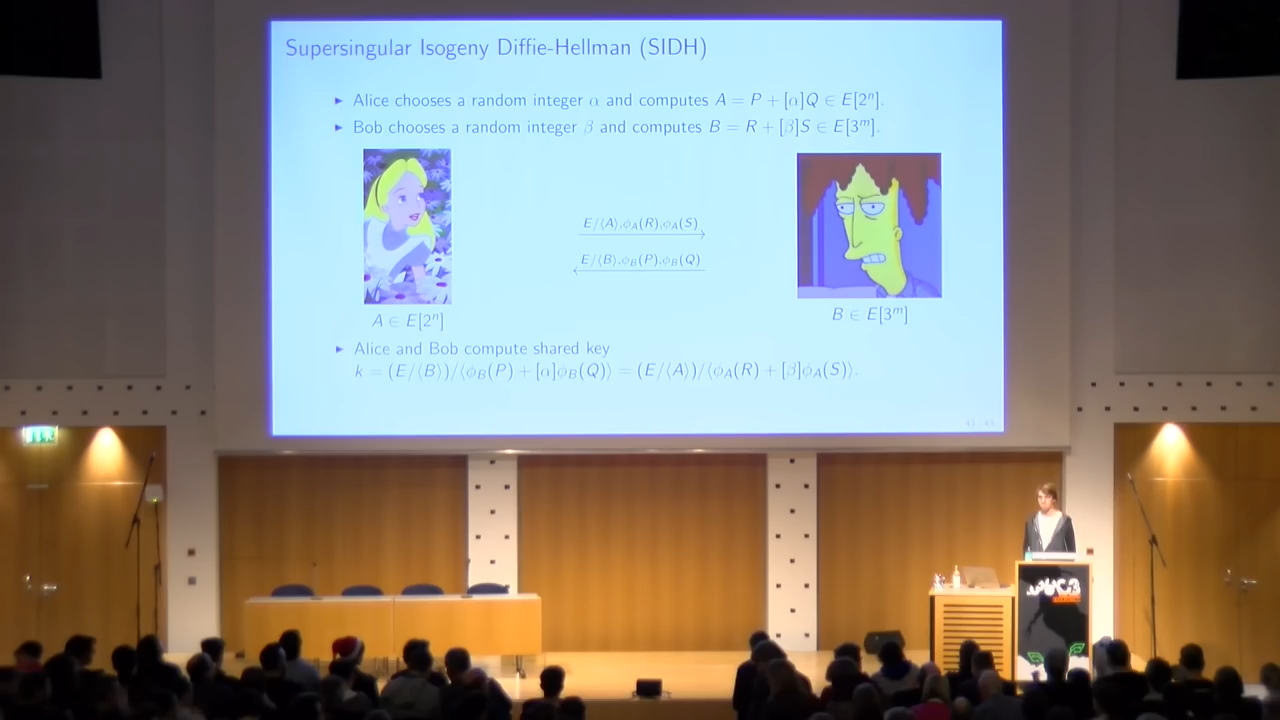 Supersingular Isogeny Diffie-Hellman (SIDH)
▸ Alice chooses a random integer α and computes A = P + [α]Q ∈ E[2ⁿ].
▸ Bob chooses a random integer β and computes B = R + [β]S ∈ E[3ᵐ].
E/⟨A⟩,ϕ_A(R),ϕ_A(S)
E/⟨B⟩,ϕ_B(P),ϕ_B(Q)
A ∈ E[2ⁿ]
B ∈ E[3ᵐ]
▸ Alice and Bob compute shared key
k = (E/⟨B⟩)/⟨ϕ_B(P) + [α]ϕ_B(Q)⟩ = (E/⟨A⟩)/⟨ϕ_A(R) + [β]ϕ_A(S)⟩.